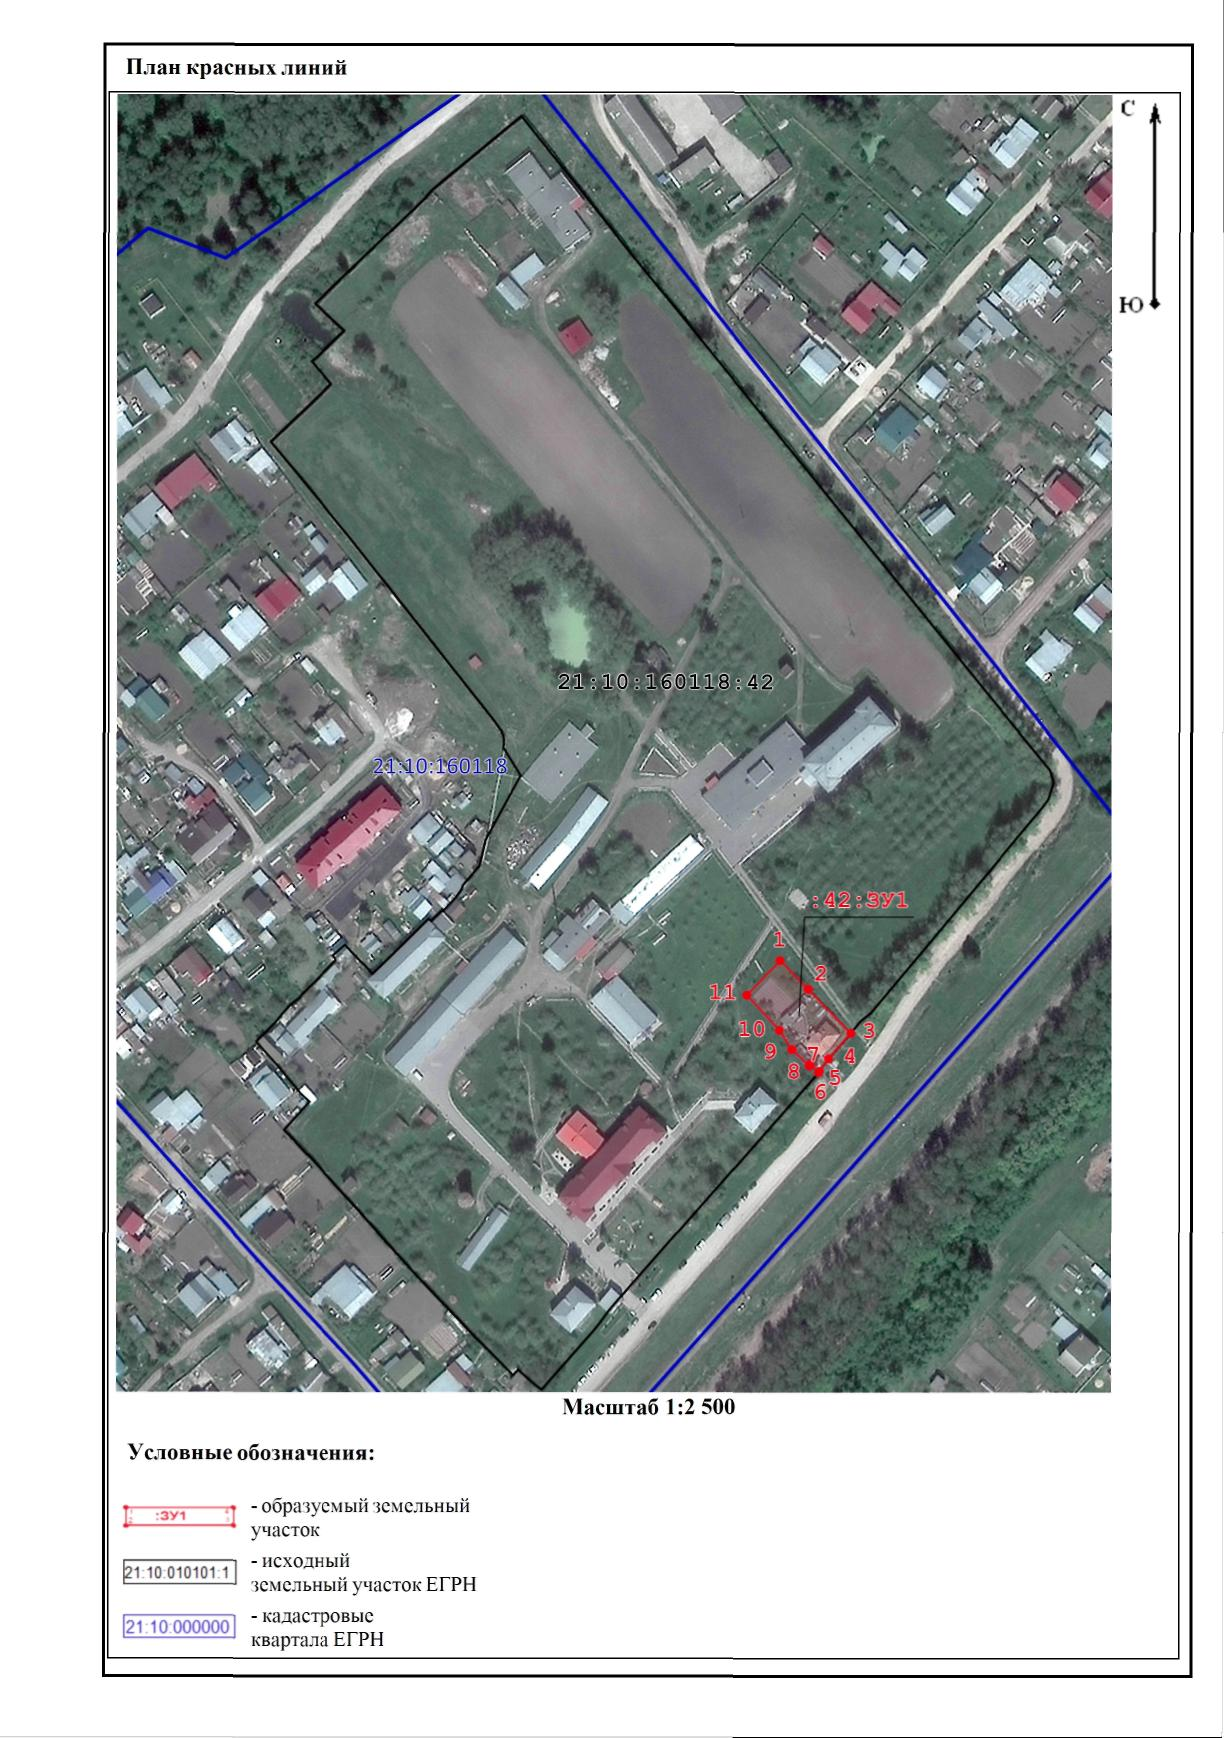 План красных линий
С
Ю
21:10:160118:42
21:10:160118
:42:ЗУ1
1
2
11
3
10
4
9
7
8
5
6
Масштаб 1:2 500
Условные обозначения:
:ЗУ1
- образуемый земельный
участок
21:10:010101:1
- исходный
земельный участок ЕГРН
21:10:000000
- кадастровые
квартала ЕГРН